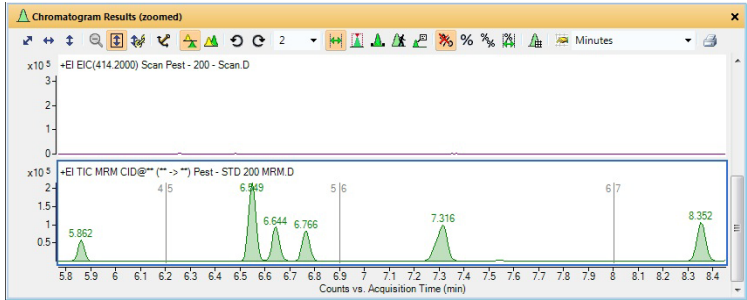 Chromatogram Results (zoomed)
2 % Minutes
x10 5 +EI EIC(414.2000) Scan Pest - 200 - Scan.D
3-
2-
1-
0-
x10 5 +EI TIC MRM CID@** (** -> **) Pest - STD 200 MRM.D
2- 4 5 6.549 5 6 6 7
1.5- 6.644 6.766 7.316 8.352
1- 5.862
0.5-
5.8 5.9 6 6.1 6.2 6.3 6.4 6.5 6.6 6.7 6.8 6.9 7 7.1 7.2 7.3 7.4 7.5 7.6 7.7 7.8 7.9 8 8.1 8.2 8.3 8.4
Counts vs. Acquisition Time (min)